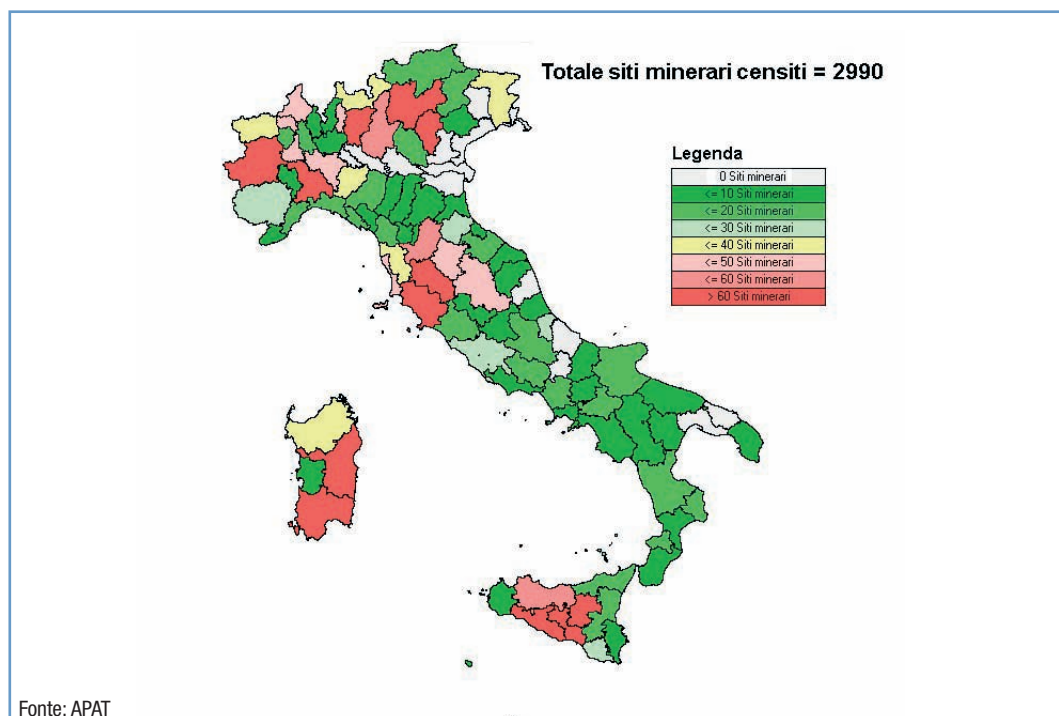 Totale siti minerari censiti = 2990
Legenda
0 Siti minerari
<= 10 Siti minerari
<= 20 Siti minerari
<= 30 Siti minerari
<= 40 Siti minerari
<= 50 Siti minerari
<= 60 Siti minerari
> 60 Siti minerari
Fonte: APAT